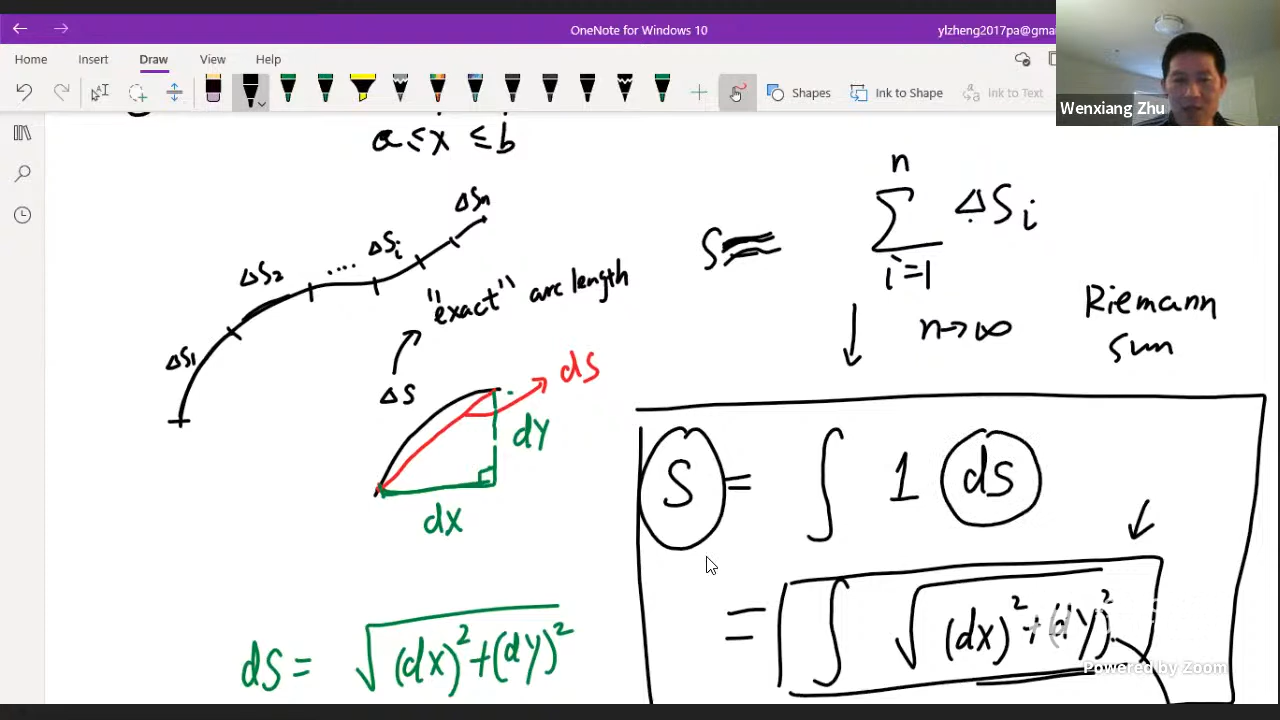 OneNote for Windows 10
ylzheng2017pa@gma
Home Insert Draw View Help
Shapes Ink to Shape Ink to Text
Wenxiang Zhu
a ≤ x ≤ b
ΔS1 ΔS2 .... ΔSi ΔSn
"exact" arc length
ΔS
dS
dY
dX
dS = √(dx)²+(dy)²
S
n
Σ ΔSi
i=1
n→∞
Riemann
sum
S = ∫ 1 dS
= ∫ √(dx)²+(dy)²
Powered by Zoom